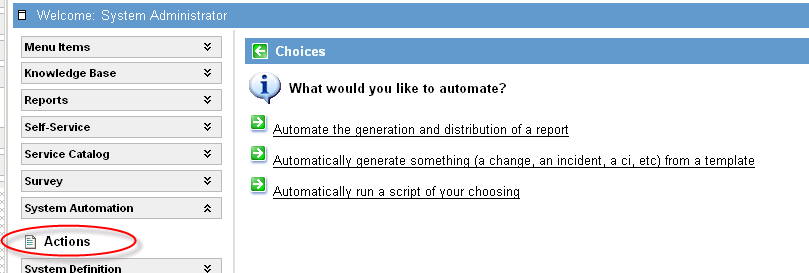 Welcome: System Administrator
Menu Items
Knowledge Base
Reports
Self-Service
Service Catalog
Survey
System Automation
Actions
System Definition
Choices
What would you like to automate?
Automate the generation and distribution of a report
Automatically generate something (a change, an incident, a ci, etc) from a template
Automatically run a script of your choosing